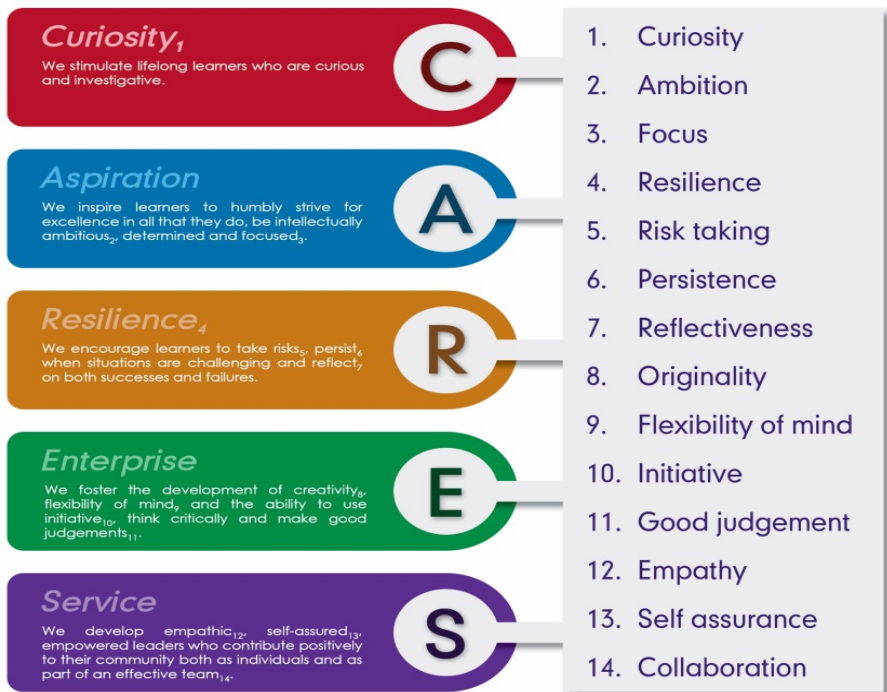 Curiosity₁
We stimulate lifelong learners who are curious
and investigative.
C
Aspiration
We inspire learners to humbly strive for
excellence in all that they do, be intellectually
ambitious₂, determined and focused₃.
A
Resilience₄
We encourage learners to take risks₅, persist₆
when situations are challenging and reflect₇
on both successes and failures.
R
Enterprise
We foster the development of creativity₈,
flexibility of mind₉ and the ability to use
initiative₁₀, think critically and make good
judgements₁₁.
E
Service
We develop empathic₁₂, self-assured₁₃,
empowered leaders who contribute positively
to their community both as individuals and as
part of an effective team₁₄.
S
1. Curiosity
2. Ambition
3. Focus
4. Resilience
5. Risk taking
6. Persistence
7. Reflectiveness
8. Originality
9. Flexibility of mind
10. Initiative
11. Good judgement
12. Empathy
13. Self assurance
14. Collaboration